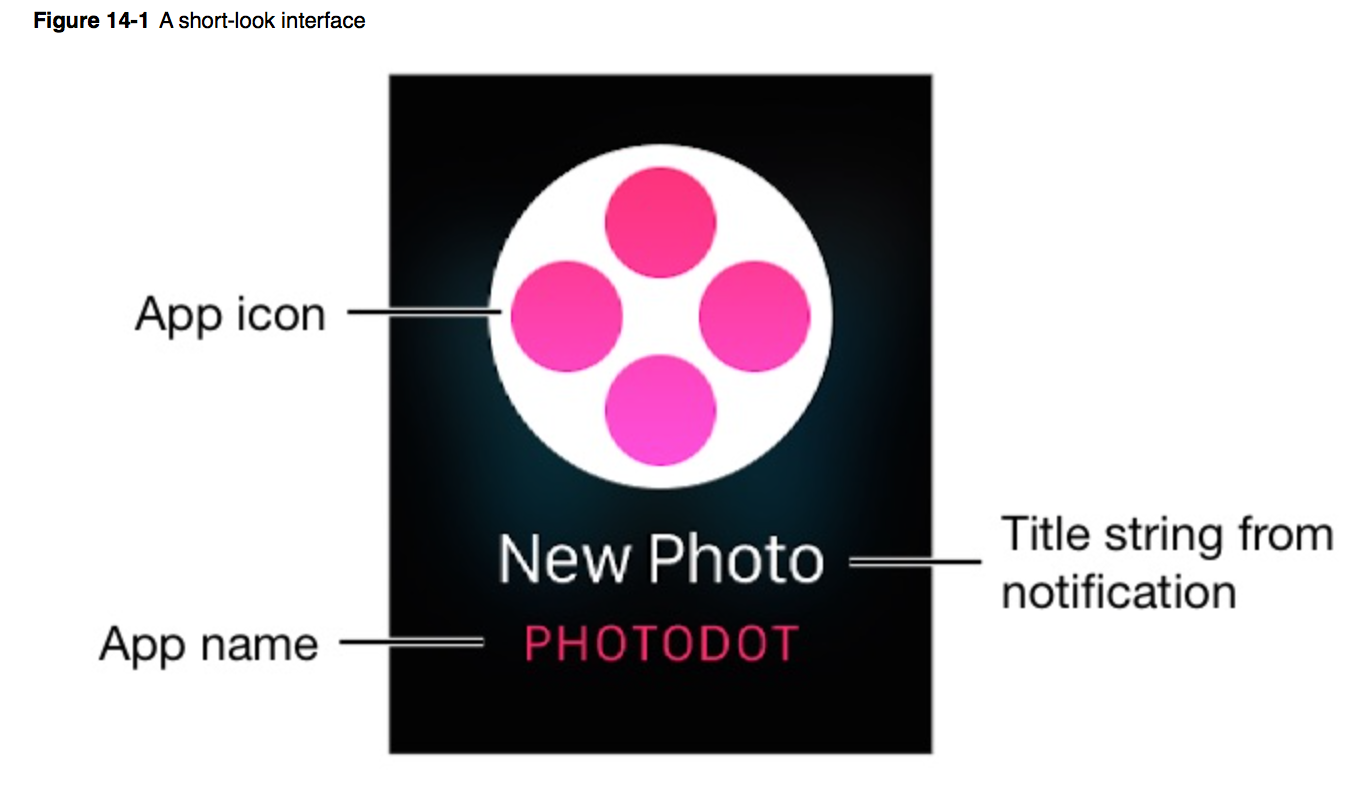 Figure 14-1 A short-look interface
App icon
New Photo
Title string from
notification
App name
PHOTODOT